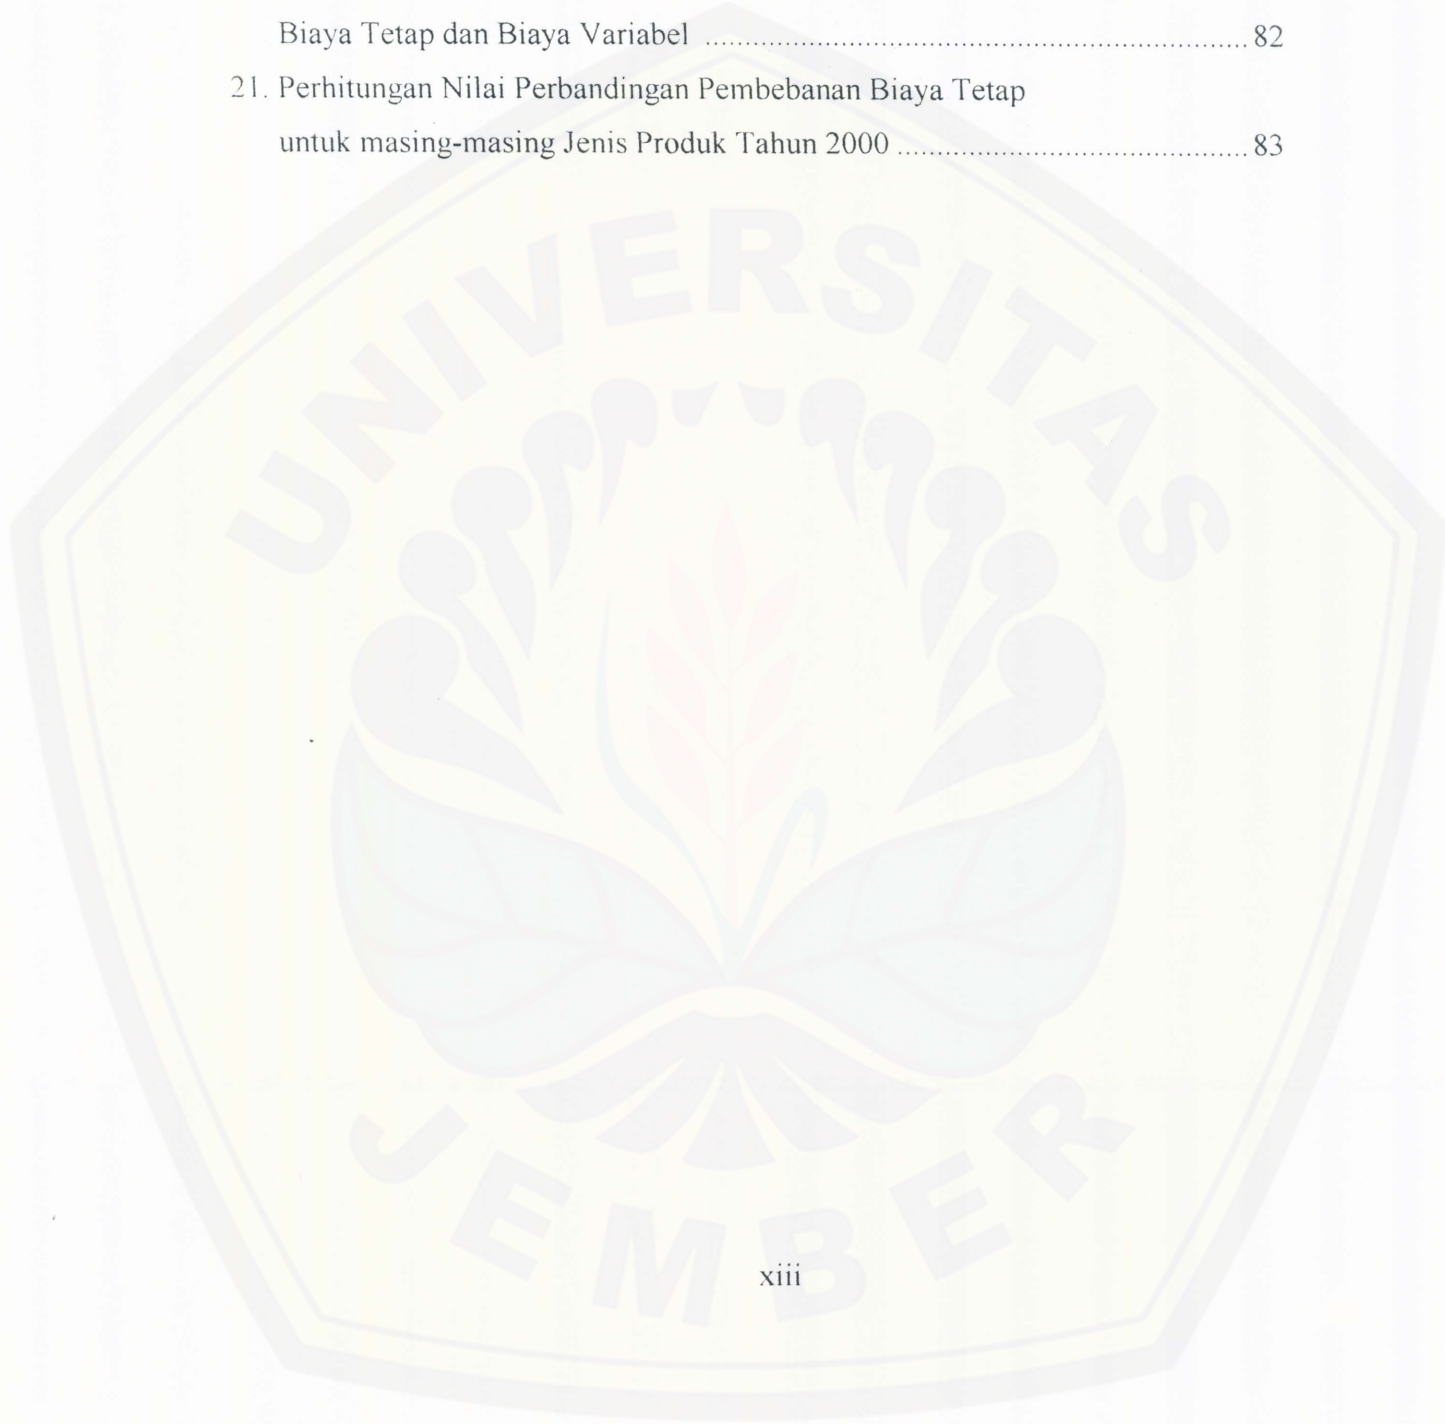 Biaya Tetap dan Biaya Variabel .................................................................... 82
21. Perhitungan Nilai Perbandingan Pembebanan Biaya Tetap
untuk masing-masing Jenis Produk Tahun 2000 ............................................ 83
UNIVERSITAS
JEMBER
xiii